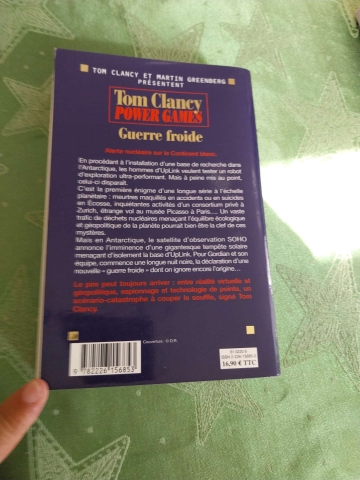 TOM CLANCY ET MARTIN GREENBERG
PRÉSENTENT
Tom Clancy
POWER GAMES
Guerre froide
Alerte nucléaire sur le Continent blanc.
En procédant à l'installation d'une base de recherche dans
l'Antarctique, les hommes d'UpLink veulent tester un robot
d'exploration ultra-performant. Mais à peine mis au point,
celui-ci disparaît.
C'est la première énigme d'une longue série à l'échelle
planétaire : meurtres maquillés en accidents ou en suicides
en Écosse, inquiétantes activités d'un consortium privé à
Zurich, étrange vol au musée Picasso à Paris,... Un vaste
trafic de déchets nucléaires menaçant l'équilibre écologique
et géopolitique de la planète pourrait bien être la clef de ces
mystères.
Mais en Antarctique, le satellite d'observation SOHO
annonce l'imminence d'une gigantesque tempête solaire
menaçant d'isolement la base d'UpLink. Pour Gordian et son
équipe, commence une longue nuit noire, la déclaration d'une
nouvelle « guerre froide » dont on ignore encore l'origine...
Le pire peut toujours arriver : entre réalité virtuelle et
géopolitique, espionnage et technologie de pointe, un
scénario-catastrophe à couper le souffle, signé Tom
Clancy.
Couverture : © D.R.
9 782226 156853
16,90 € TTC